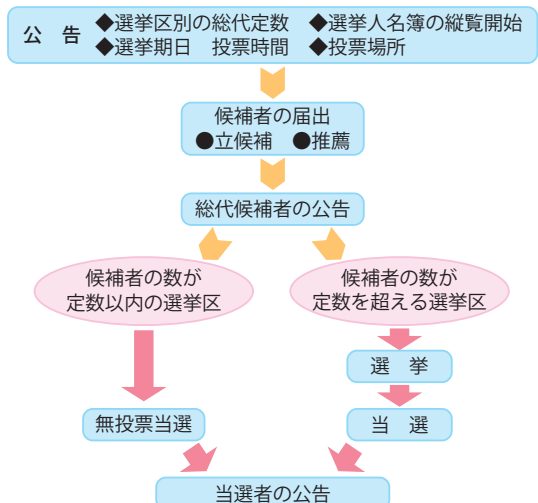 公　告 ◆選挙区別の総代定数　◆選挙人名簿の縦覧開始
◆選挙期日　投票時間　◆投票場所
候補者の届出
●立候補　●推薦
総代候補者の公告
候補者の数が
定数以内の選挙区
候補者の数が
定数を超える選挙区
選　挙
無投票当選
当　選
当選者の公告